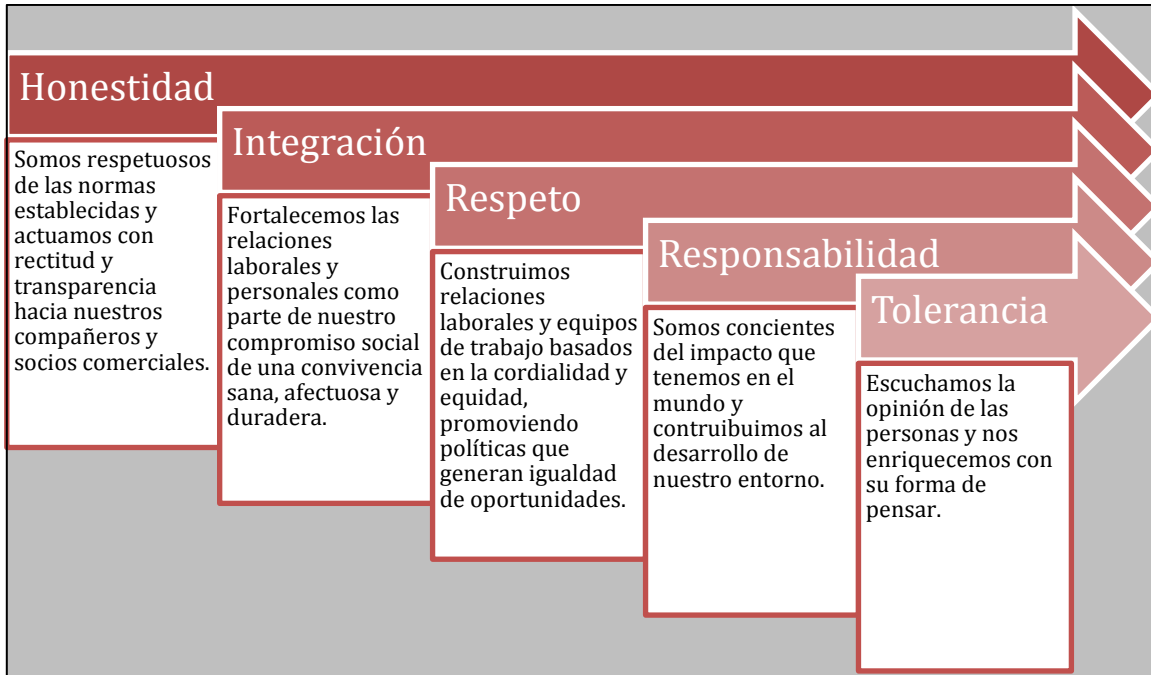 Honestidad
Somos respetuosos
de las normas
establecidas y
actuamos con
rectitud y
transparencia
hacia nuestros
compañeros y
socios comerciales.
Integración
Fortalecemos las
relaciones
laborales y
personales como
parte de nuestro
compromiso social
de una convivencia
sana, afectuosa y
duradera.
Respeto
Construimos
relaciones
laborales y equipos
de trabajo basados
en la cordialidad y
equidad,
promoviendo
políticas que
generan igualdad
de oportunidades.
Responsabilidad
Somos concientes
del impacto que
tenemos en el
mundo y
contruibuimos al
desarrollo de
nuestro entorno.
Tolerancia
Escuchamos la
opinión de las
personas y nos
enriquecemos con
su forma de
pensar.